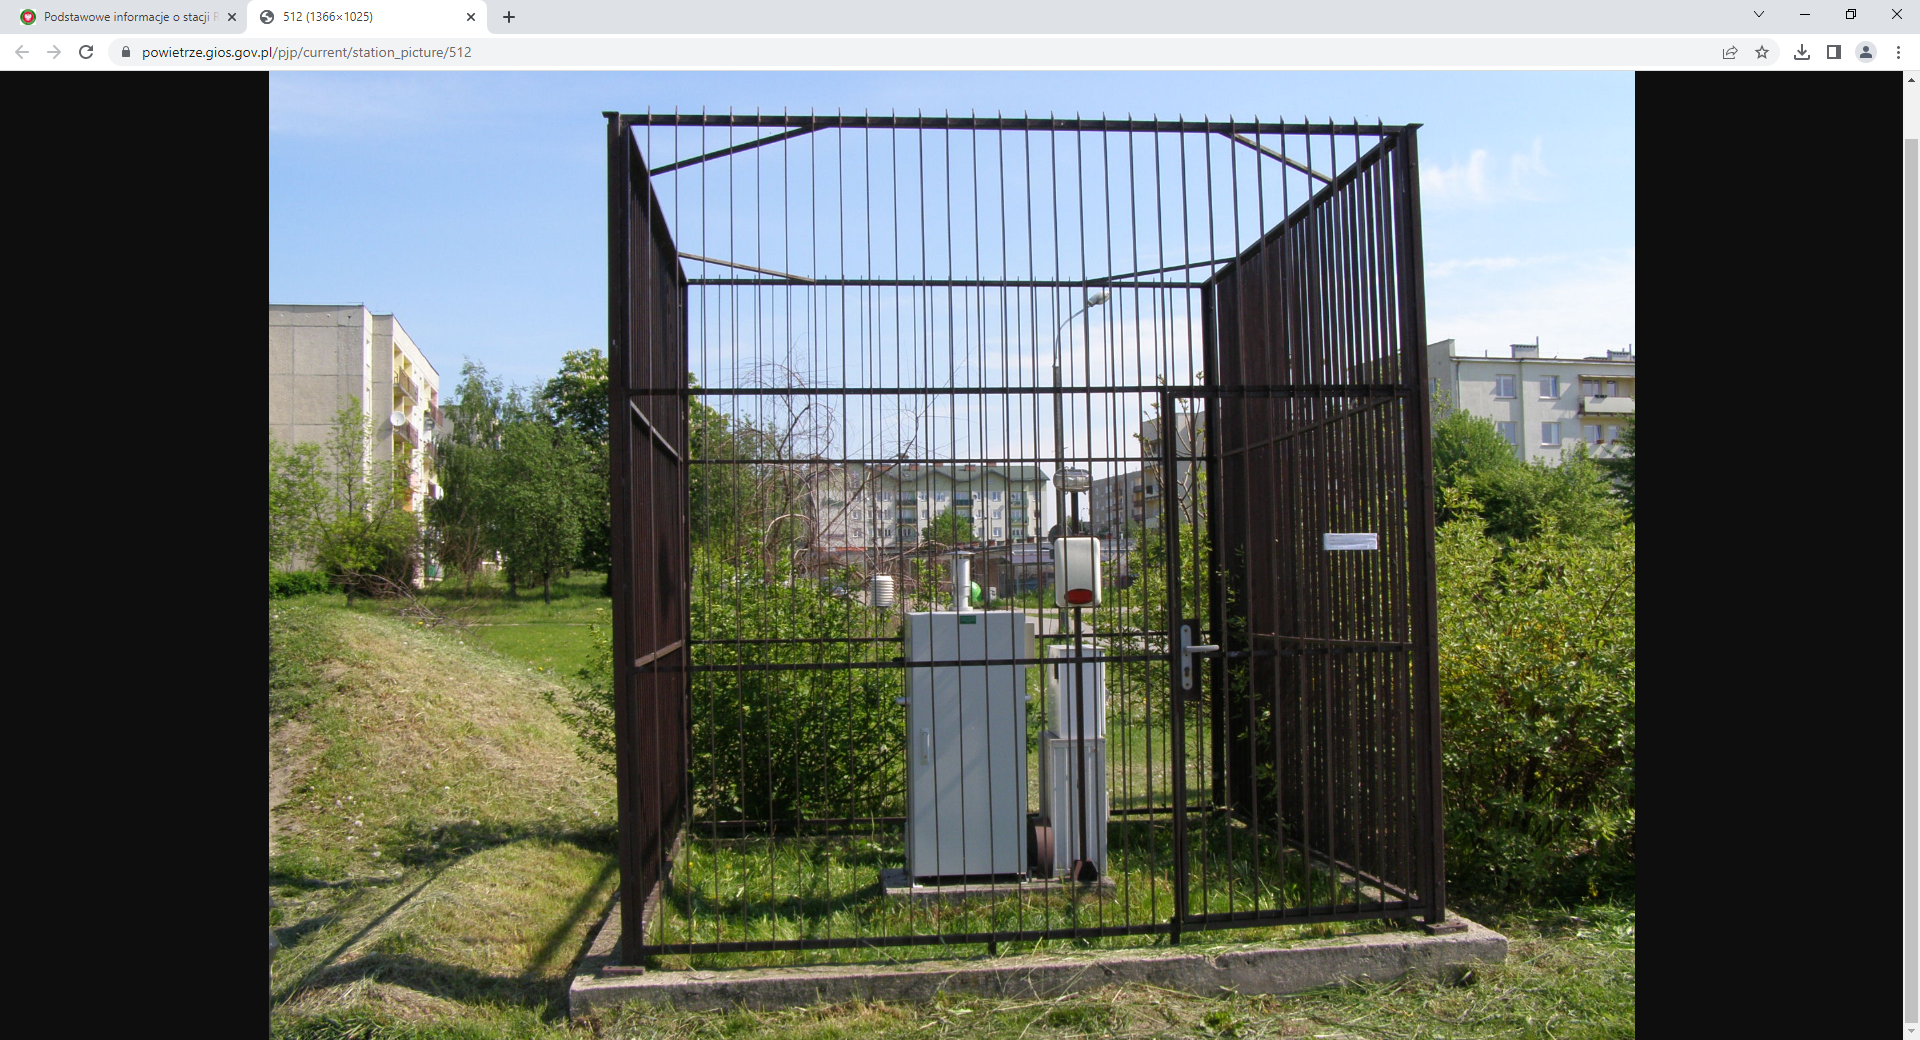 Podstawowe informacje o stacji
512 (1366×1025)
powietrze.gios.gov.pl/pjp/current/station_picture/512